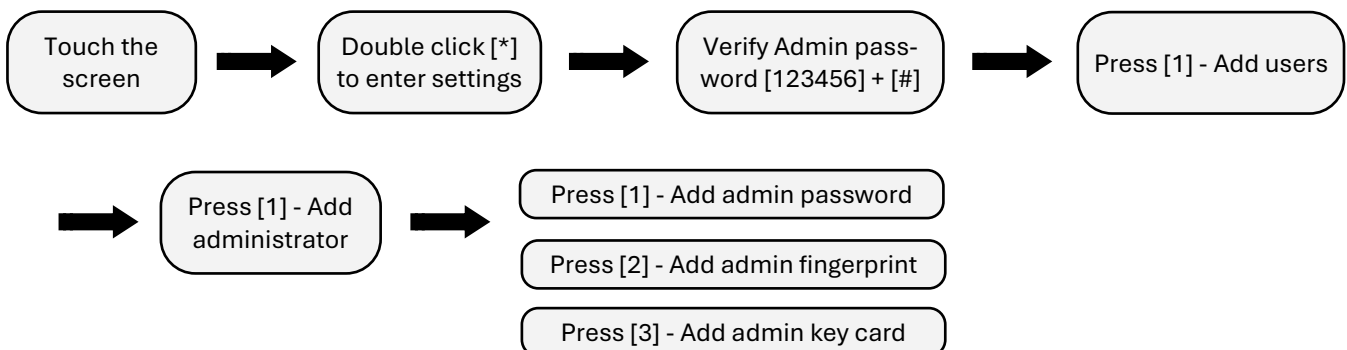 Touch the
screen
Double click [*]
to enter settings
Verify Admin pass-
word [123456] + [#]
Press [1] - Add users
Press [1] - Add
administrator
Press [1] - Add admin password
Press [2] - Add admin fingerprint
Press [3] - Add admin key card